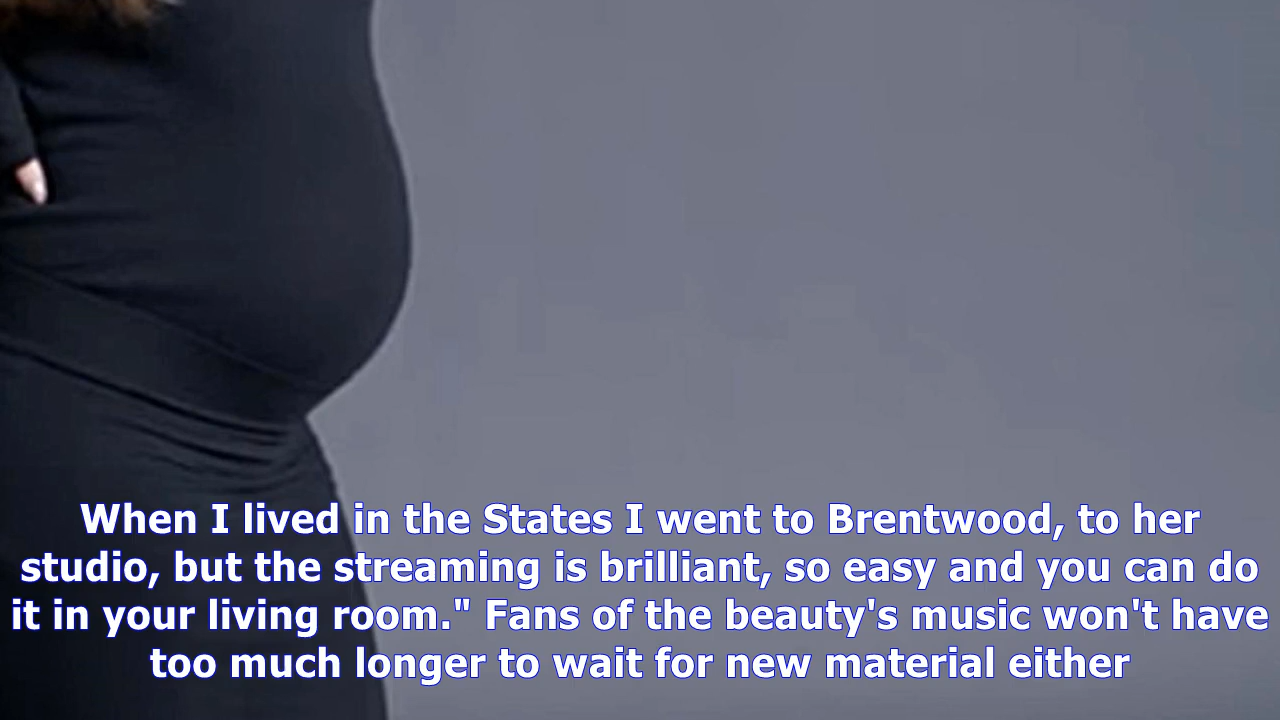 When I lived in the States I went to Brentwood, to her
studio, but the streaming is brilliant, so easy and you can do
it in your living room." Fans of the beauty's music won't have
too much longer to wait for new material either